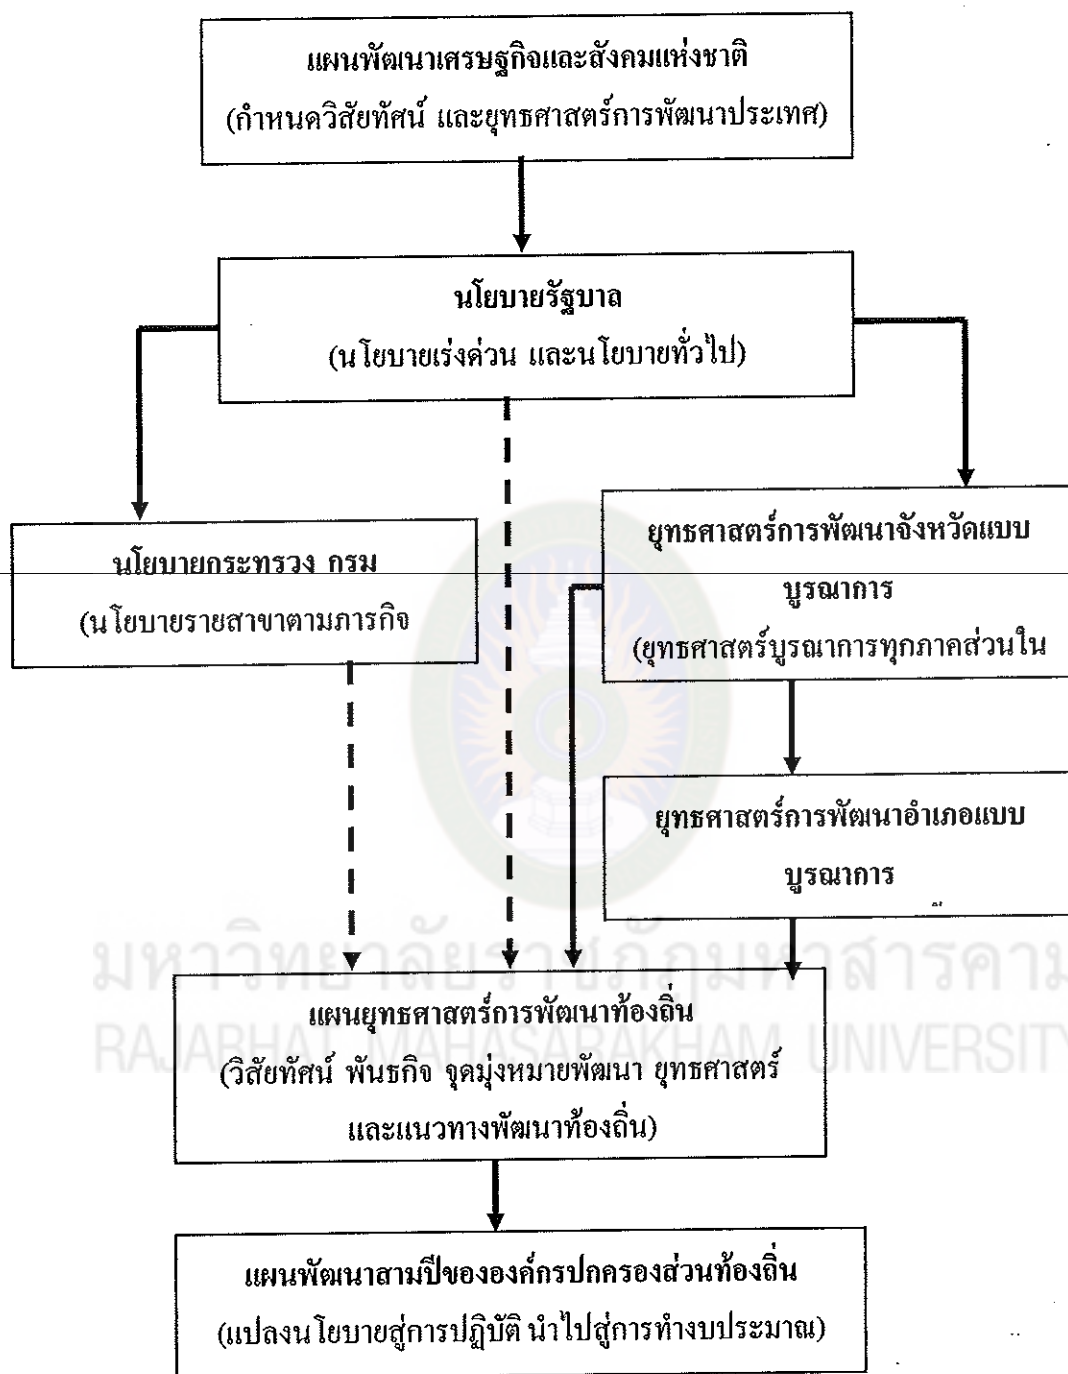 แผนพัฒนาเศรษฐกิจและสังคมแห่งชาติ
(กำหนดวิสัยทัศน์ และยุทธศาสตร์การพัฒนาประเทศ)
นโยบายรัฐบาล
(นโยบายเร่งด่วน และนโยบายทั่วไป)
นโยบายกระทรวง กรม
(นโยบายรายสาขาตามภารกิจ
ยุทธศาสตร์การพัฒนาจังหวัดแบบ
บูรณาการ
(ยุทธศาสตร์บูรณาการทุกภาคส่วนใน
ยุทธศาสตร์การพัฒนาอำเภอแบบ
บูรณาการ
มหาวิทยาลัยราชภัฏมหาสารคาม
RAJABHAT MAHASARAKHAM UNIVERSITY
แผนยุทธศาสตร์การพัฒนาท้องถิ่น
(วิสัยทัศน์ พันธกิจ จุดมุ่งหมายพัฒนา ยุทธศาสตร์
และแนวทางพัฒนาท้องถิ่น)
แผนพัฒนาสามปีขององค์กรปกครองส่วนท้องถิ่น
(แปลงนโยบายสู่การปฏิบัติ นำไปสู่การทำงบประมาณ)